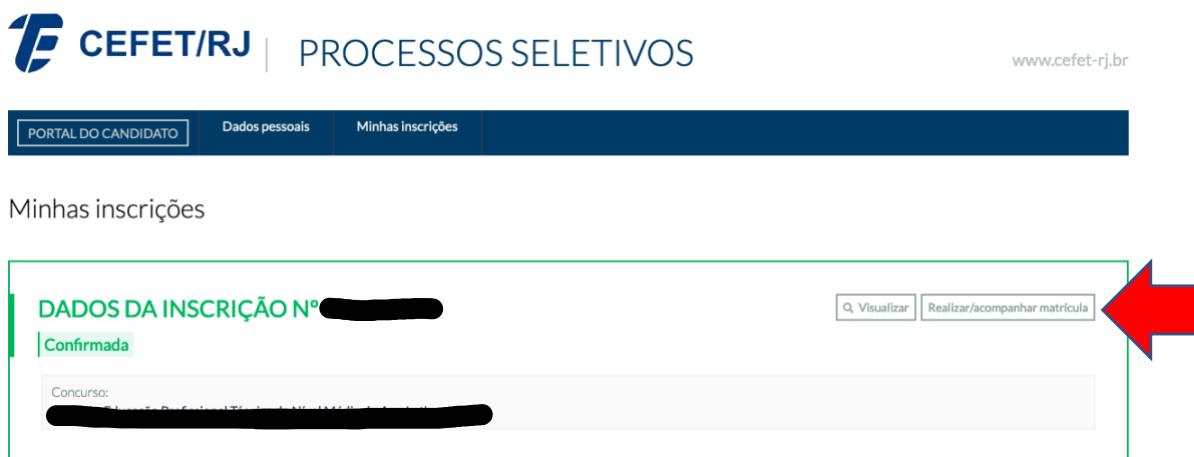 CEFET/RJ PROCESSOS SELETIVOS
www.cefet-rj.br
PORTAL DO CANDIDATO Dados pessoais Minhas inscrições
Minhas inscrições
DADOS DA INSCRIÇÃO Nº
Visualizar Realizar/acompanhar matrícula
Confirmada
Concurso: